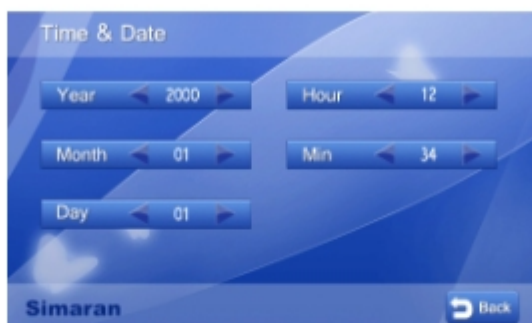 Time & Date
Year 2000 Hour 12
Month 01 Min 34
Day 01
Simaran Back